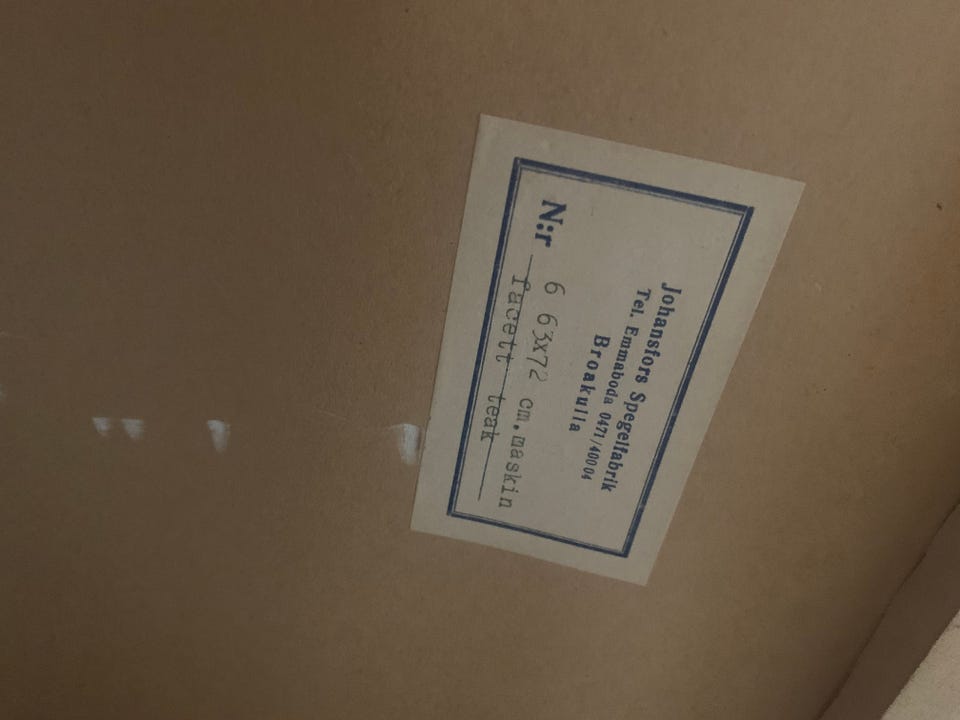 Johansfors Spegelfabrik
Tel. Emmaboda 0471/40004
Broakulla
N:r 6 63x72 cm.maskin
facett teak